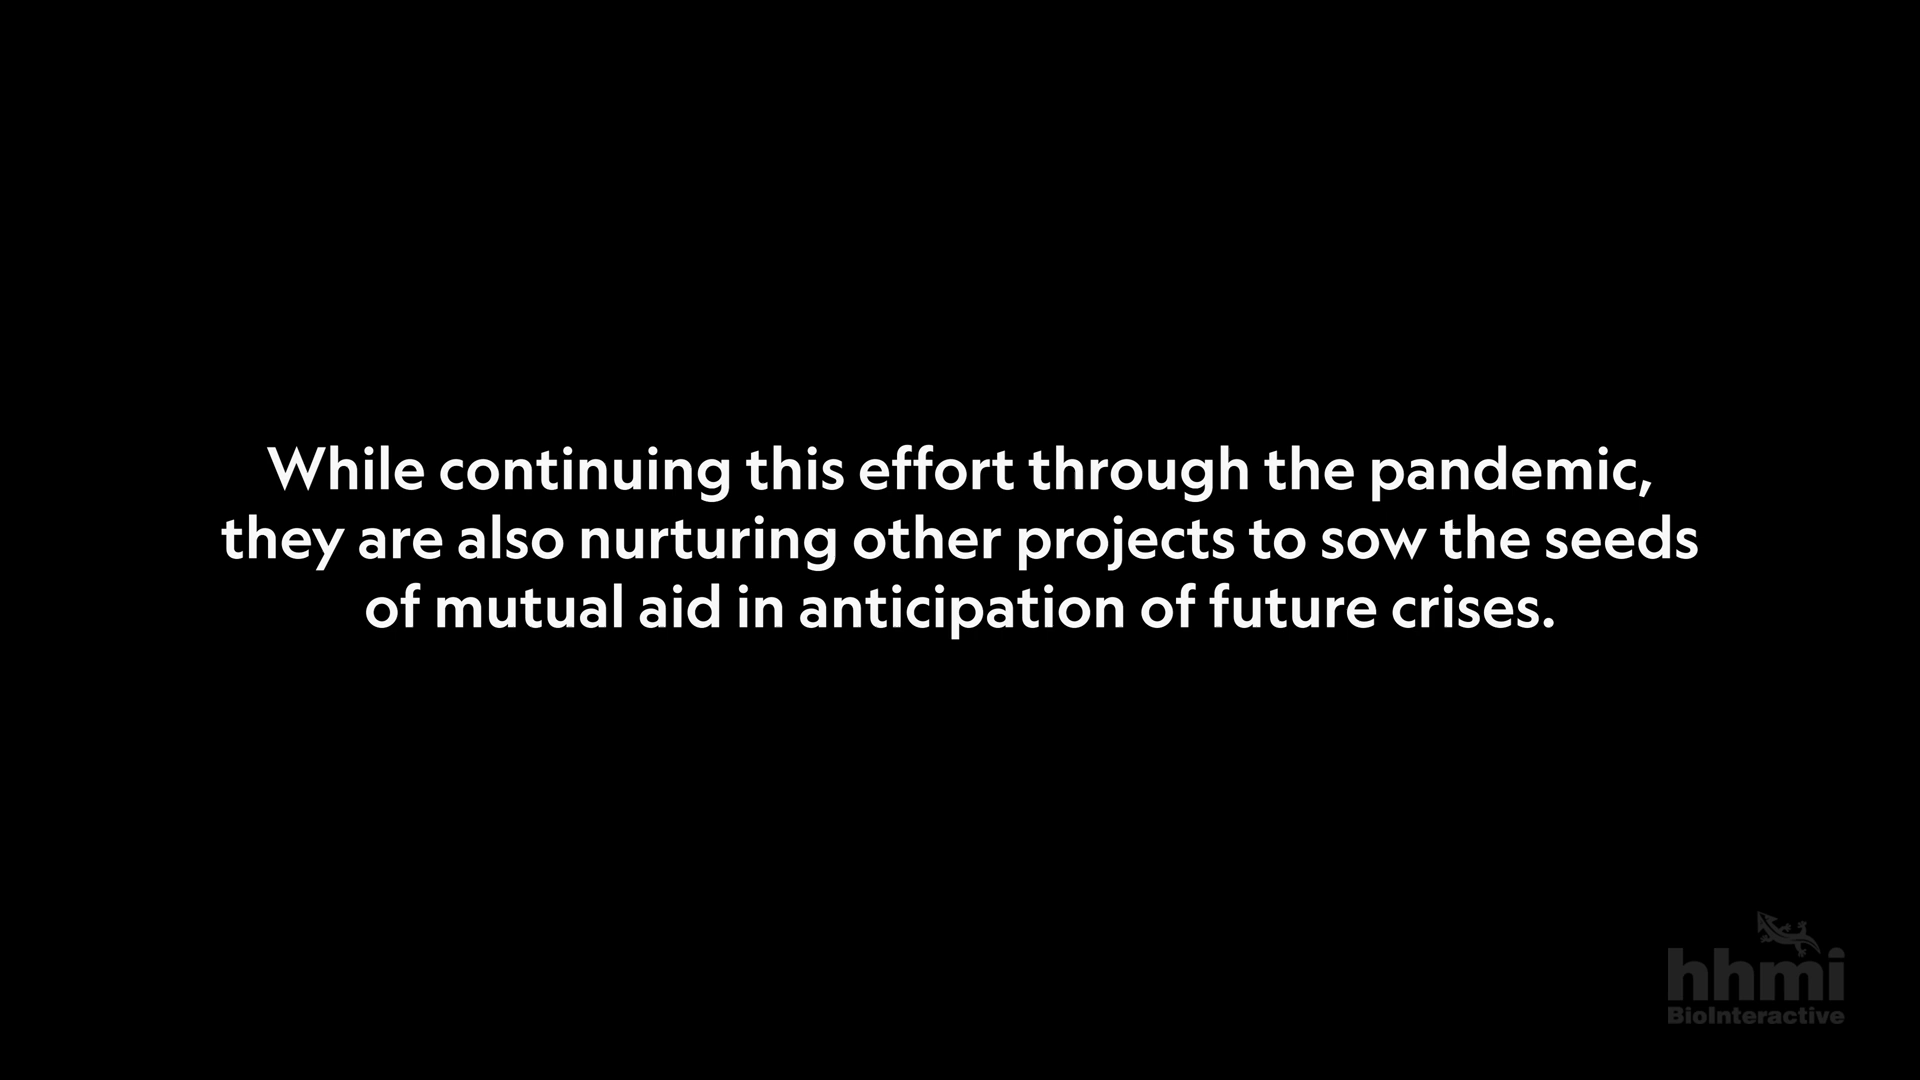 While continuing this effort through the pandemic,
they are also nurturing other projects to sow the seeds
of mutual aid in anticipation of future crises.
hhmi
BioInteractive